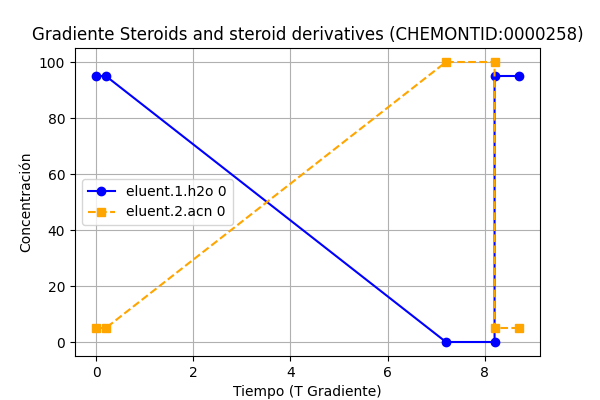 Gradiente Steroids and steroid derivatives (CHEMONTID:0000258)
100
80
60
40
20
0
Concentración
eluent.1.h2o 0
eluent.2.acn 0
0 2 4 6 8
Tiempo (T Gradiente)